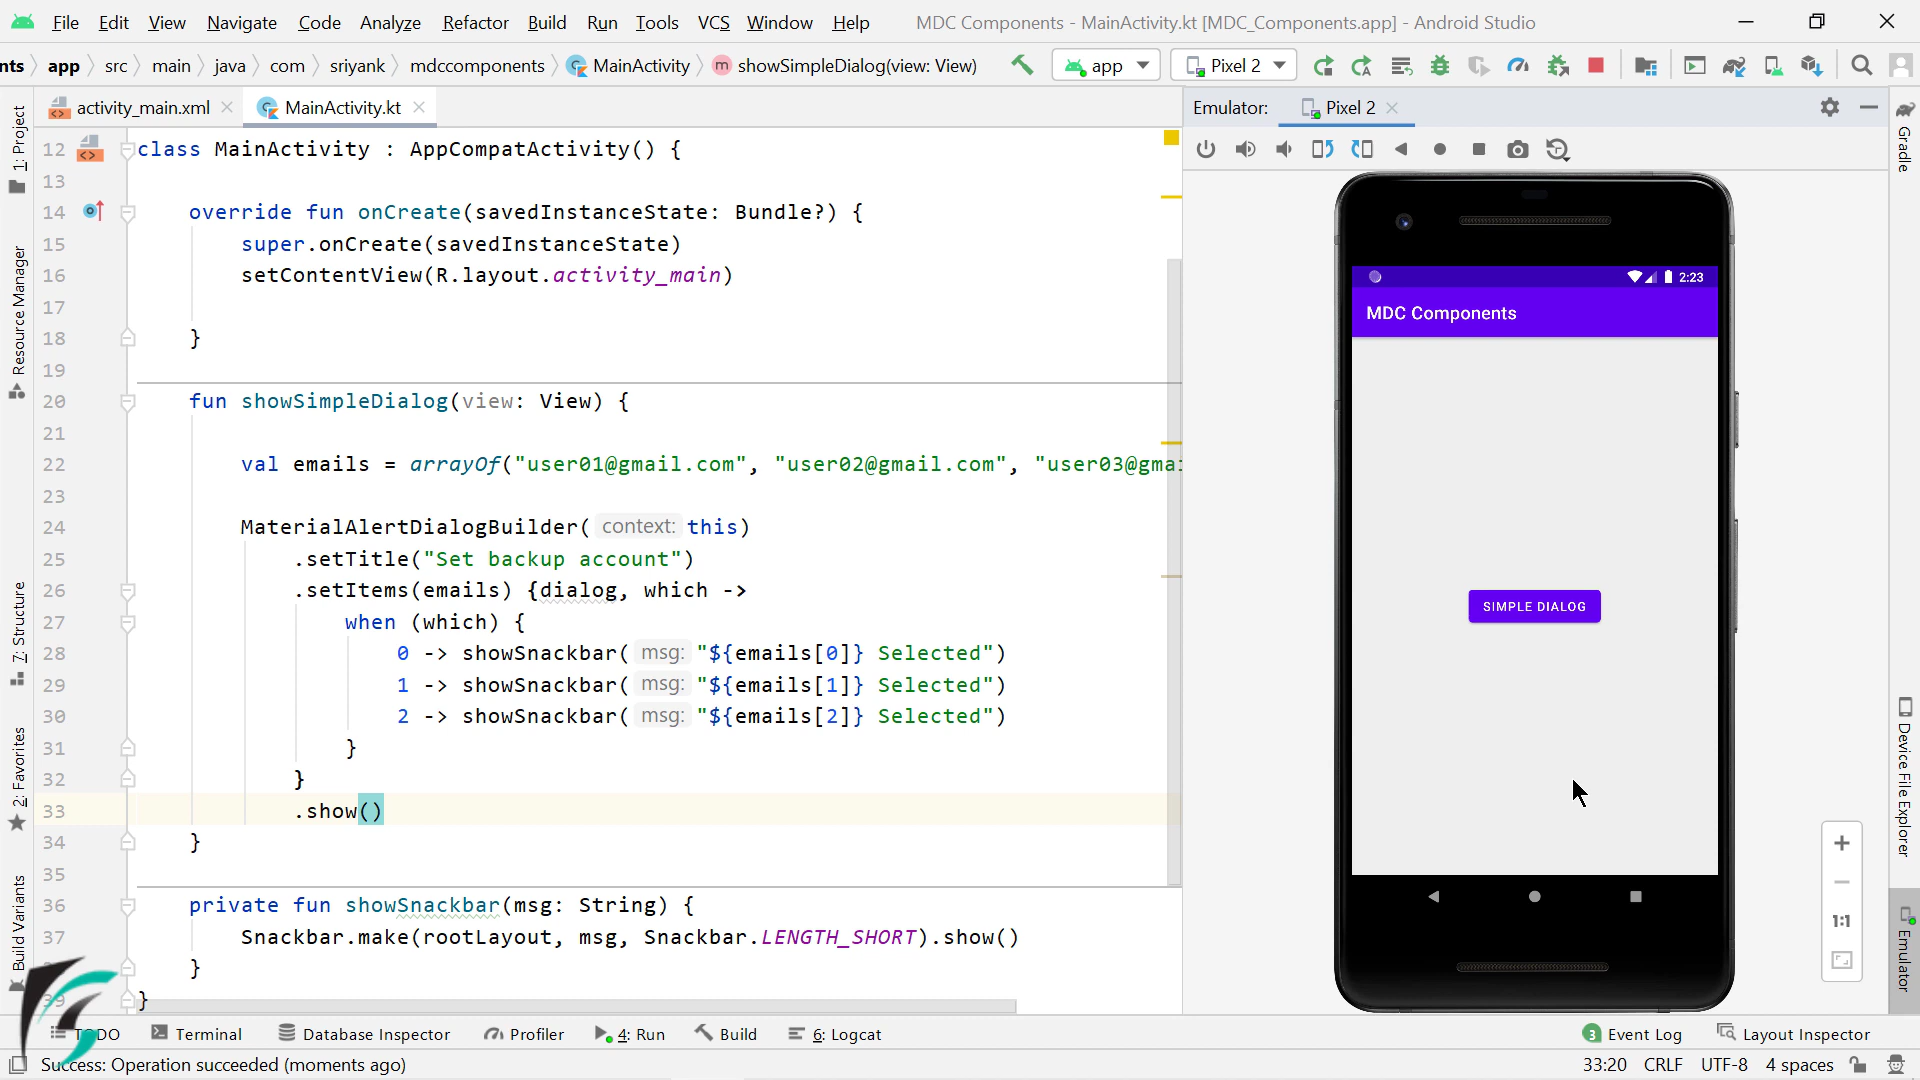 File Edit View Navigate Code Analyze Refactor Build Run Tools VCS Window Help MDC Components - MainActivity.kt [MDC_Components.app] - Android Studio
nts app src main java com sriyank mdccomponents MainActivity m showSimpleDialog(view: View) app Pixel 2
activity_main.xml MainActivity.kt Emulator: Pixel 2
1: Project
Resource Manager
7: Structure
2: Favorites
Build Variants
12 class MainActivity : AppCompatActivity() {
13
14 override fun onCreate(savedInstanceState: Bundle?) {
15 super.onCreate(savedInstanceState)
16 setContentView(R.layout.activity_main)
17
18 }
19
20 fun showSimpleDialog(view: View) {
21
22 val emails = arrayOf("user01@gmail.com", "user02@gmail.com", "user03@gmai
23
24 MaterialAlertDialogBuilder( context: this)
25 .setTitle("Set backup account")
26 .setItems(emails) {dialog, which ->
27 when (which) {
28 0 -> showSnackbar( msg: "${emails[0]} Selected")
29 1 -> showSnackbar( msg: "${emails[1]} Selected")
30 2 -> showSnackbar( msg: "${emails[2]} Selected")
31 }
32 }
33 .show()
34 }
35
36 private fun showSnackbar(msg: String) {
37 Snackbar.make(rootLayout, msg, Snackbar.LENGTH_SHORT).show()
}
39 }
2:23
MDC Components
SIMPLE DIALOG
1:1
Gradle
Device File Explorer
Emulator
Terminal Database Inspector Profiler 4: Run Build 6: Logcat 3 Event Log Layout Inspector
Success: Operation succeeded (moments ago) 33:20 CRLF UTF-8 4 spaces